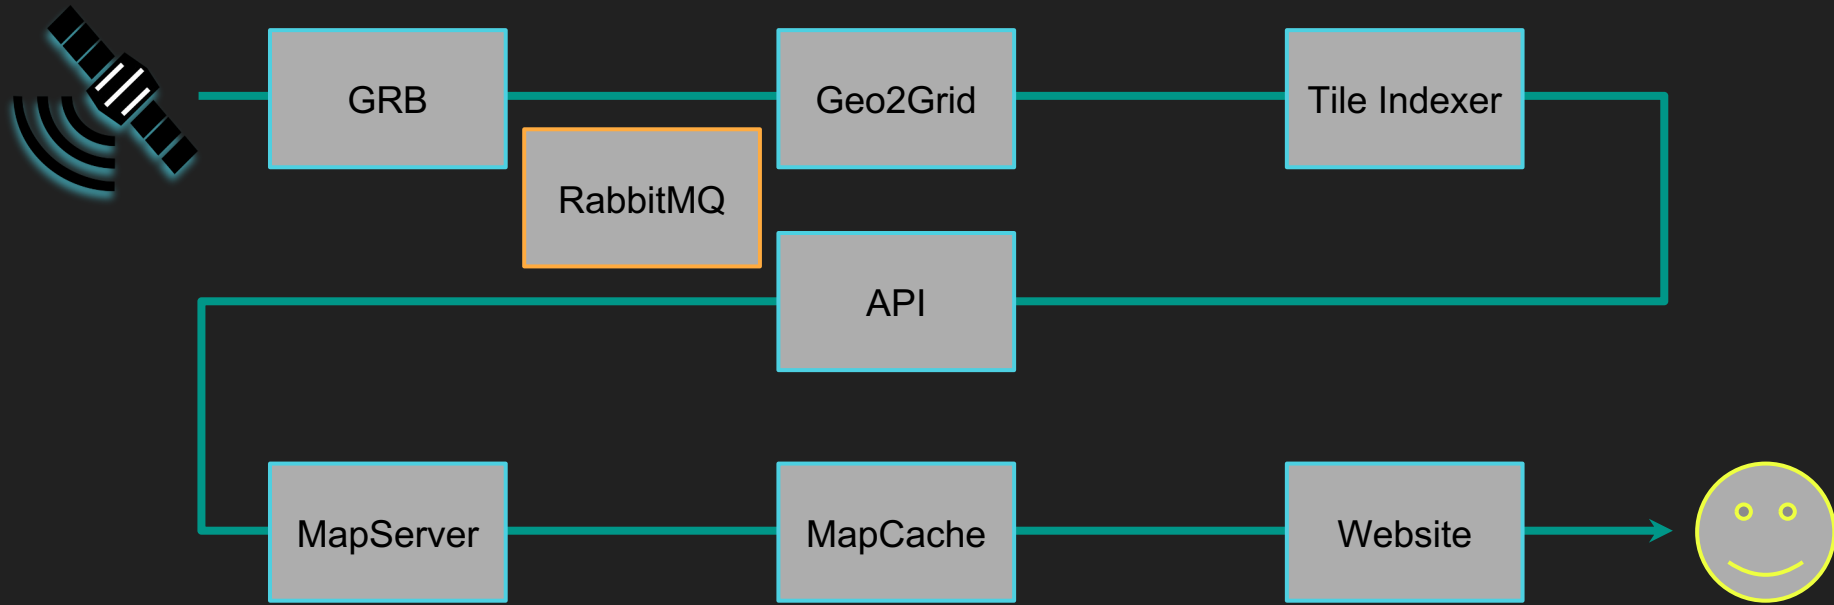 GRB
Geo2Grid
Tile Indexer
RabbitMQ
API
MapServer
MapCache
Website